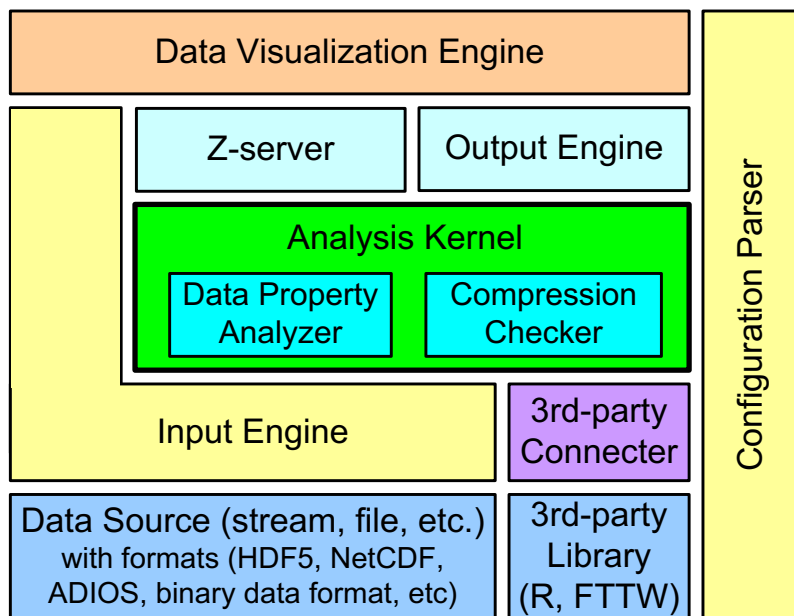 Data Visualization Engine
Z-server
Output Engine
Analysis Kernel
Data Property
Analyzer
Compression
Checker
Input Engine
3rd-party
Connecter
Data Source (stream, file, etc.)
with formats (HDF5, NetCDF,
ADIOS, binary data format, etc)
3rd-party
Library
(R, FTTW)
Configuration Parser